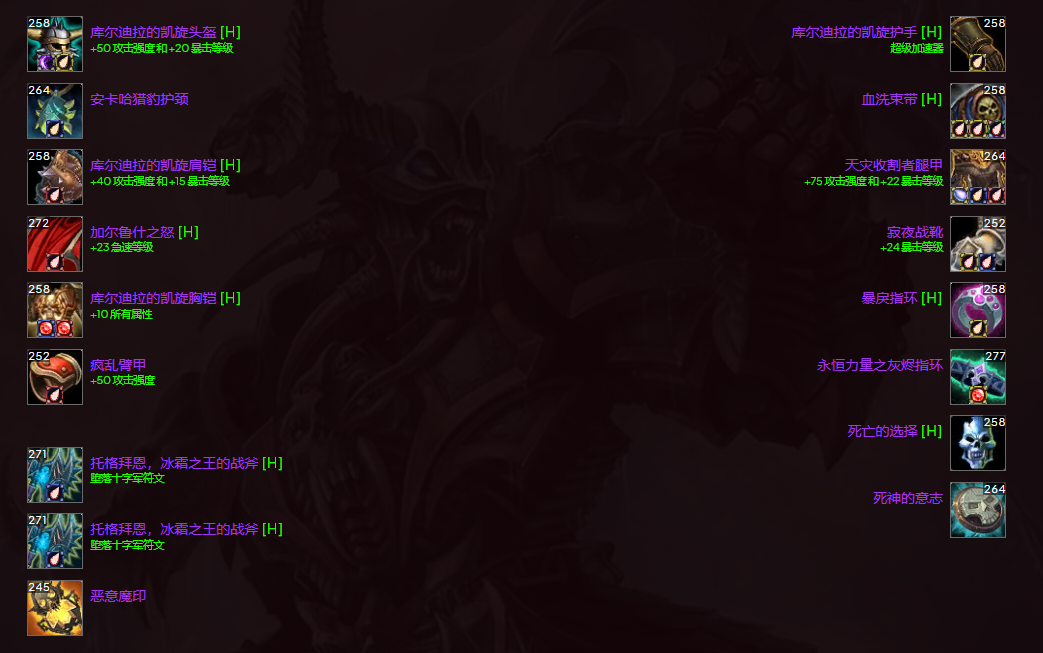 258
库尔迪拉的凯旋头盔 [H]
+50 攻击强度 和 +20 暴击等级
264
安卡哈猎豹护颈
258
库尔迪拉的凯旋肩铠 [H]
+40 攻击强度 和 +15 暴击等级
272
加尔鲁什之怒 [H]
+23 急速等级
258
库尔迪拉的凯旋胸铠 [H]
+10 所有属性
252
疯乱臂甲
+50 攻击强度
271
托格拜恩，冰霜之王的战斧 [H]
堕落十字军符文
271
托格拜恩，冰霜之王的战斧 [H]
堕落十字军符文
245
恶意魔印
258
库尔迪拉的凯旋护手 [H]
超级加速器
258
血洗束带 [H]
264
天灾收割者腿甲
+75 攻击强度 和 +22 暴击等级
252
寂夜战靴
+24 暴击等级
258
暴戾指环 [H]
277
永恒力量之灰烬指环
258
死亡的选择 [H]
264
死神的意志